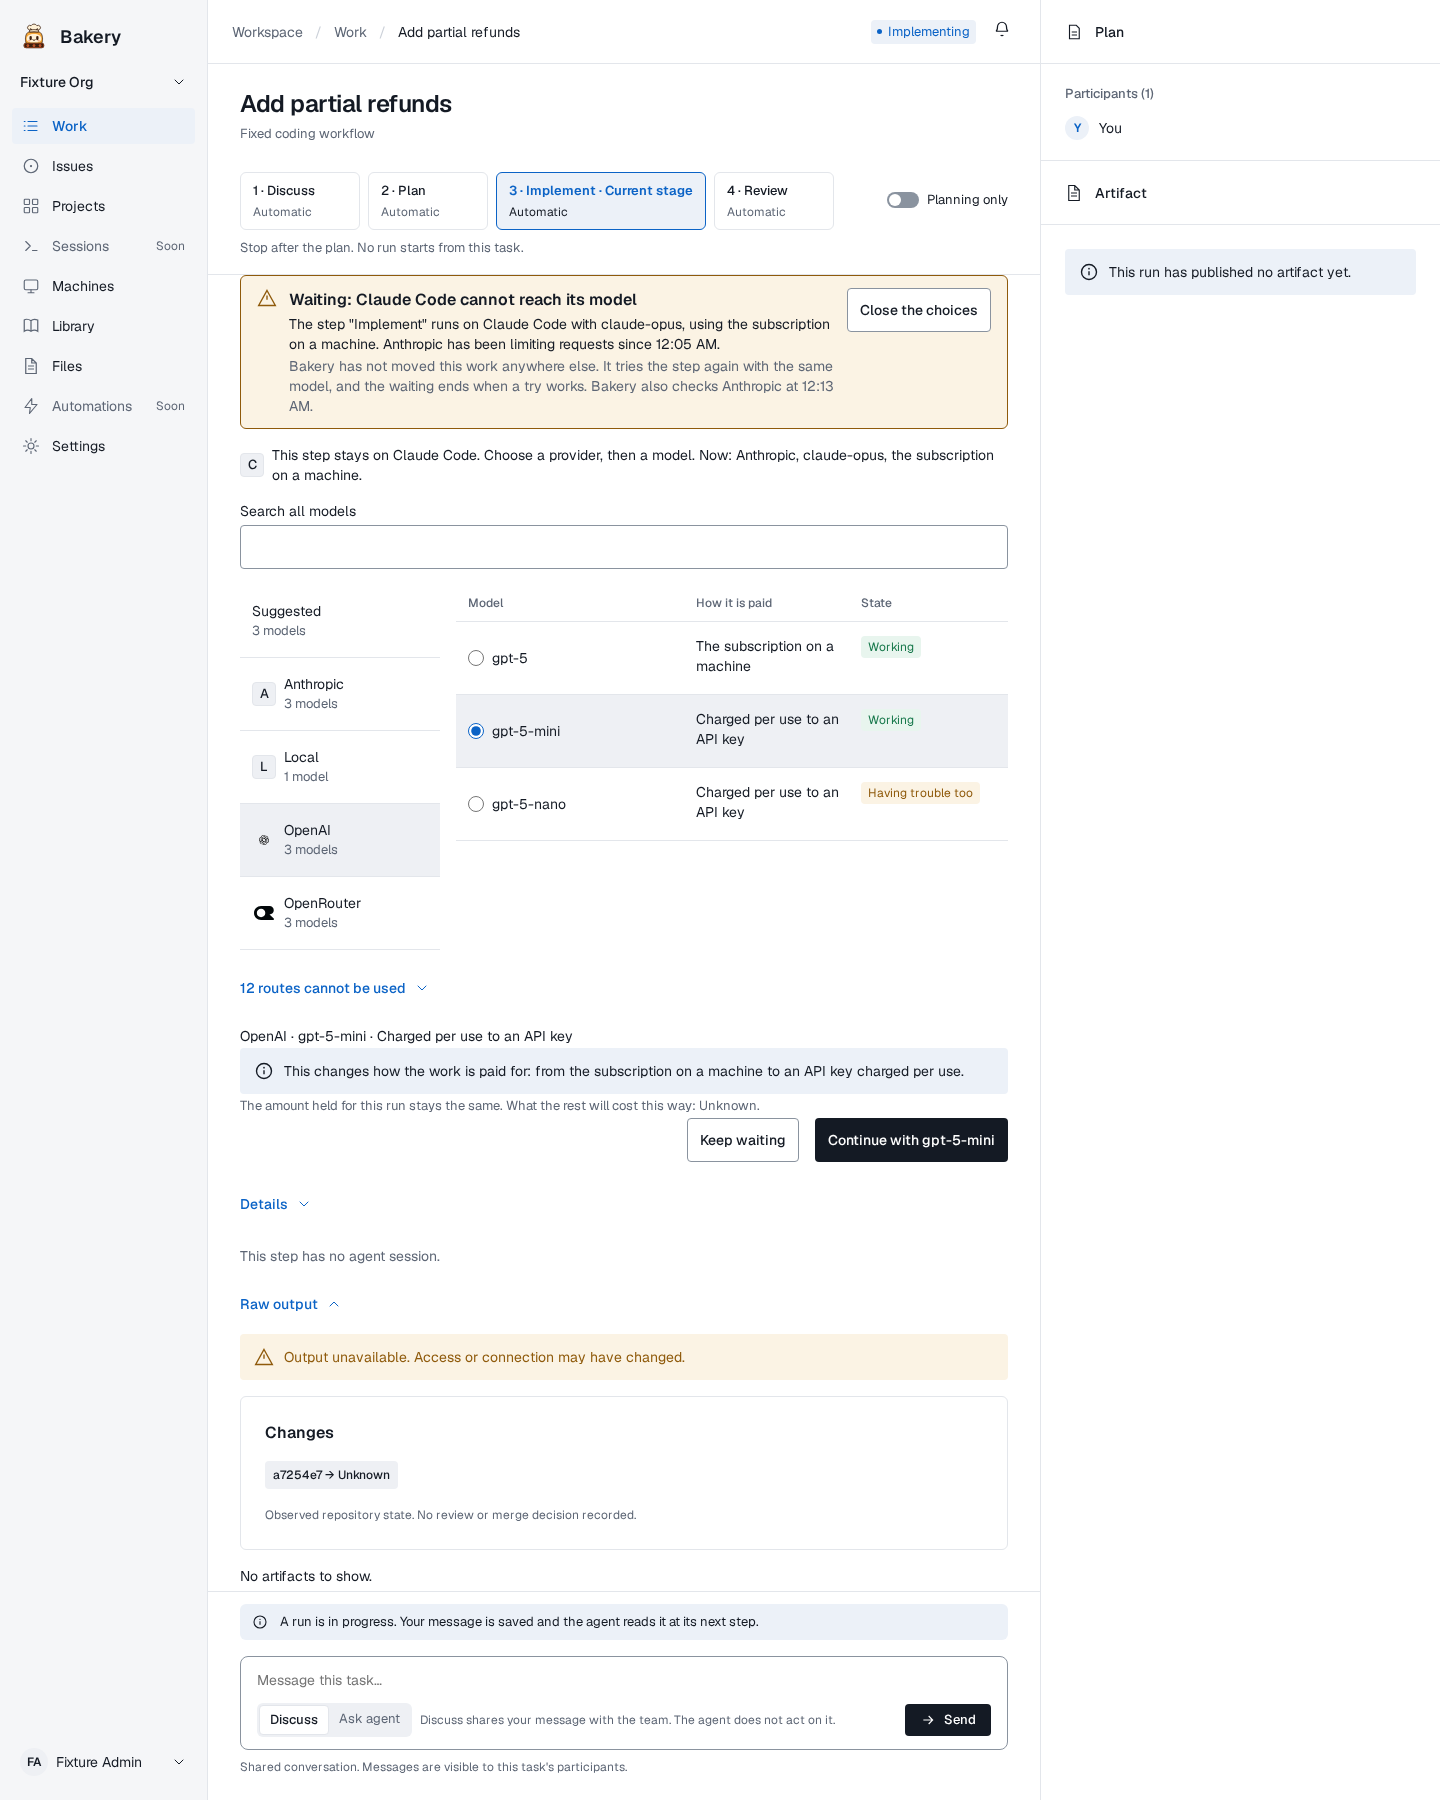 Bakery
Fixture Org
Work
Issues
Projects
Sessions Soon
Machines
Library
Files
Automations Soon
Settings
FA Fixture Admin
Workspace / Work / Add partial refunds
Implementing
Add partial refunds
Fixed coding workflow
1 · Discuss
Automatic
2 · Plan
Automatic
3 · Implement · Current stage
Automatic
4 · Review
Automatic
Planning only
Stop after the plan. No run starts from this task.
Waiting: Claude Code cannot reach its model
The step "Implement" runs on Claude Code with claude-opus, using the subscription
on a machine. Anthropic has been limiting requests since 12:05 AM.
Bakery has not moved this work anywhere else. It tries the step again with the same
model, and the waiting ends when a try works. Bakery also checks Anthropic at 12:13
AM.
Close the choices
C
This step stays on Claude Code. Choose a provider, then a model. Now: Anthropic, claude-opus, the subscription
on a machine.
Search all models
Suggested
3 models
A
Anthropic
3 models
L
Local
1 model
OpenAI
3 models
OpenRouter
3 models
Model How it is paid State
gpt-5
The subscription on a
machine
Working
gpt-5-mini
Charged per use to an
API key
Working
gpt-5-nano
Charged per use to an
API key
Having trouble too
12 routes cannot be used
OpenAI · gpt-5-mini · Charged per use to an API key
This changes how the work is paid for: from the subscription on a machine to an API key charged per use.
The amount held for this run stays the same. What the rest will cost this way: Unknown.
Keep waiting
Continue with gpt-5-mini
Details
This step has no agent session.
Raw output
Output unavailable. Access or connection may have changed.
Changes
a7254e7 → Unknown
Observed repository state. No review or merge decision recorded.
No artifacts to show.
A run is in progress. Your message is saved and the agent reads it at its next step.
Message this task...
Discuss
Ask agent
Discuss shares your message with the team. The agent does not act on it.
→ Send
Shared conversation. Messages are visible to this task's participants.
Plan
Participants (1)
Y You
Artifact
This run has published no artifact yet.